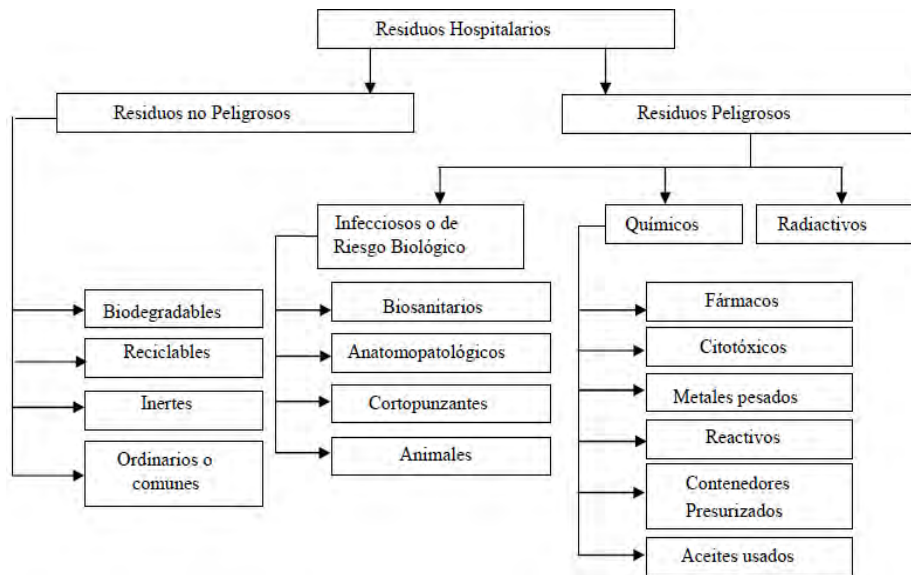 Residuos Hospitalarios
Residuos no Peligrosos
Residuos Peligrosos
Infecciosos o de
Riesgo Biológico
Químicos
Radiactivos
Biodegradables
Reciclables
Inertes
Ordinarios o
comunes
Biosanitarios
Anatomopatológicos
Cortopunzantes
Animales
Fármacos
Citotóxicos
Metales pesados
Reactivos
Contenedores
Presurizados
Aceites usados